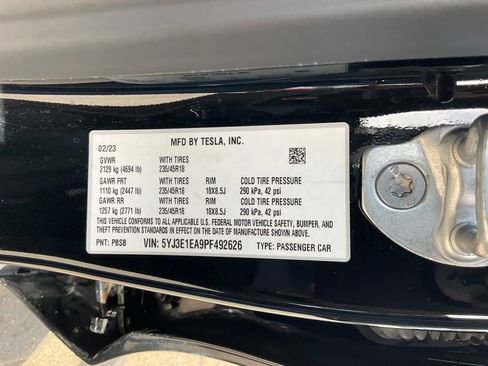 02/23 MFD BY TESLA, INC.
GVWR WITH TIRES
2129 kg (4694 lb) 235/45R18
GAWR FRT WITH TIRES RIM COLD TIRE PRESSURE
1110 kg (2447 lb) 235/45R18 18X8.5J 290 kPa, 42 psi
GAWR RR WITH TIRES RIM COLD TIRE PRESSURE
1257 kg (2771 lb) 235/45R18 18X8.5J 290 kPa, 42 psi
THIS VEHICLE CONFORMS TO ALL APPLICABLE U.S. FEDERAL MOTOR VEHICLE SAFETY, BUMPER, AND
THEFT PREVENTION STANDARDS IN EFFECT ON THE DATE OF MANUFACTURE SHOWN ABOVE.
PNT: PBSB VIN: 5YJ3E1EA9PF492626 TYPE: PASSENGER CAR